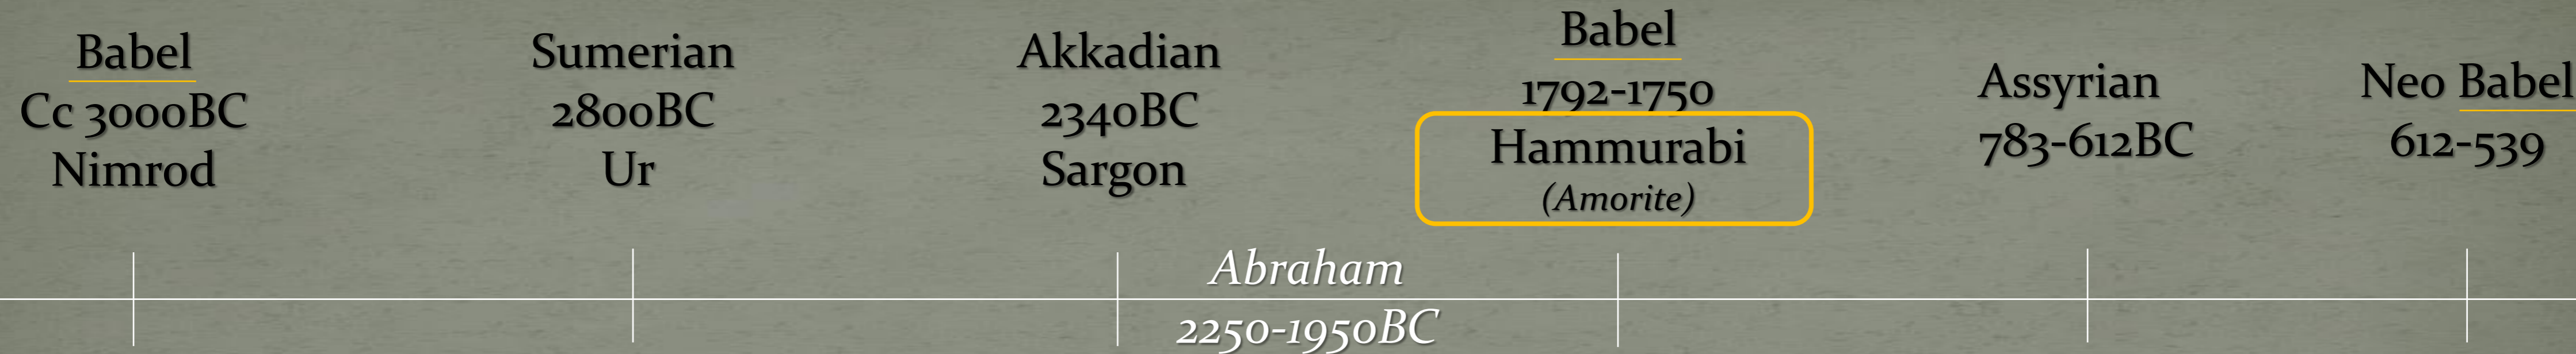 Babel
Cc 3000BC
Nimrod
Sumerian
2800BC
Ur
Akkadian
2340BC
Sargon
Babel
1792-1750
Hammurabi
(Amorite)
Assyrian
783-612BC
Neo Babel
612-539
Abraham
2250-1950BC